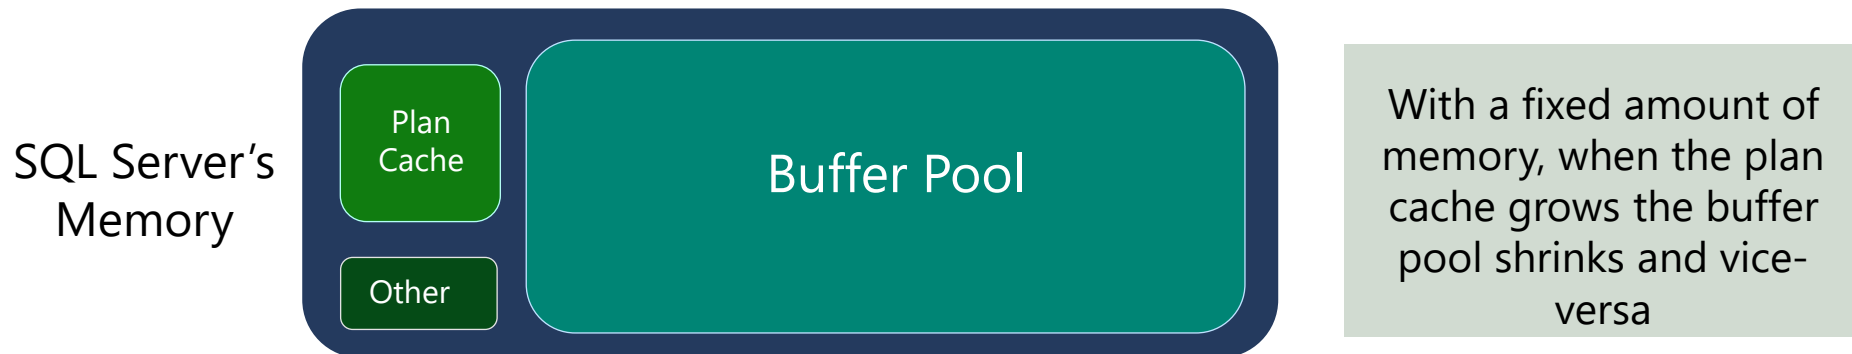 SQL Server’s
Memory
Plan
Cache
Other
Buffer Pool
With a fixed amount of
memory, when the plan
cache grows the buffer
pool shrinks and vice-
versa